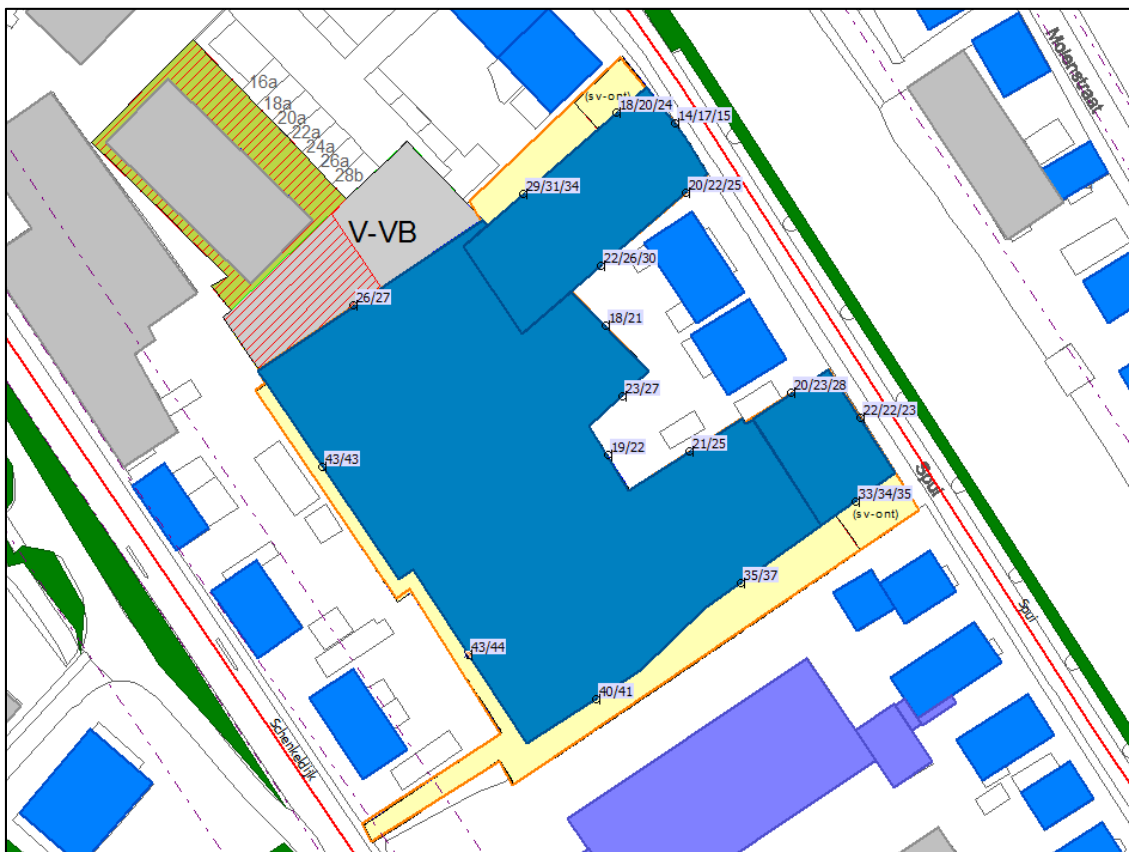 Molenstraat
16a
18a
20a
22a
24a
26a
28b
(sv-ont)
18/20/24
14/17/15
29/31/34
20/22/25
V-VB
22/26/30
26/27
18/21
23/27
20/23/28
22/22/23
19/22
21/25
43/43
Spui
33/34/35
(sv-ont)
35/37
Spui
43/44
40/41
Schenkeldijk